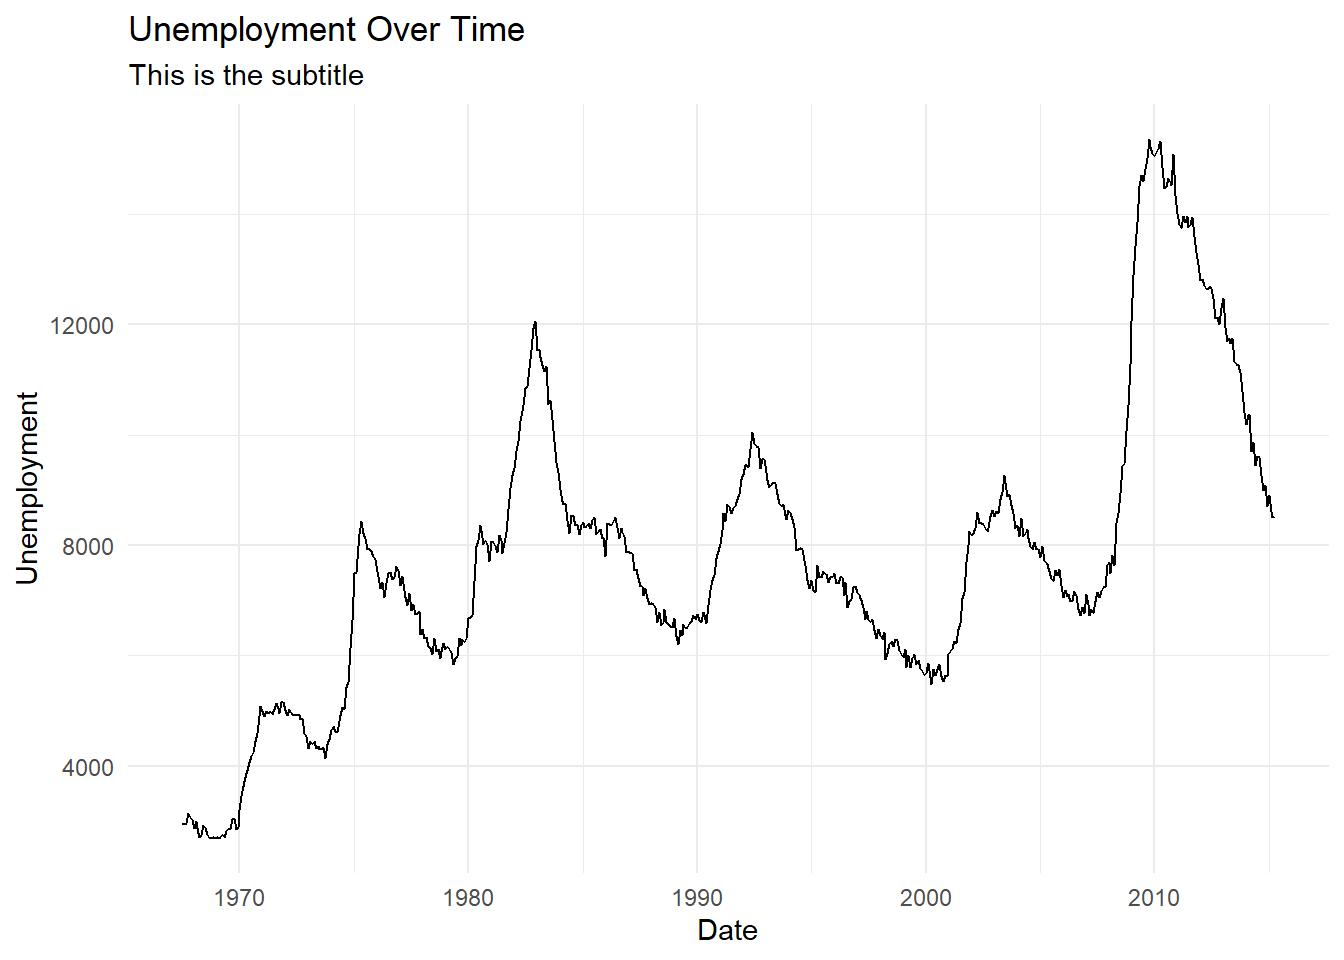 Unemployment Over Time
This is the subtitle
12000
8000
4000
Unemployment
1970 1980 1990 2000 2010
Date